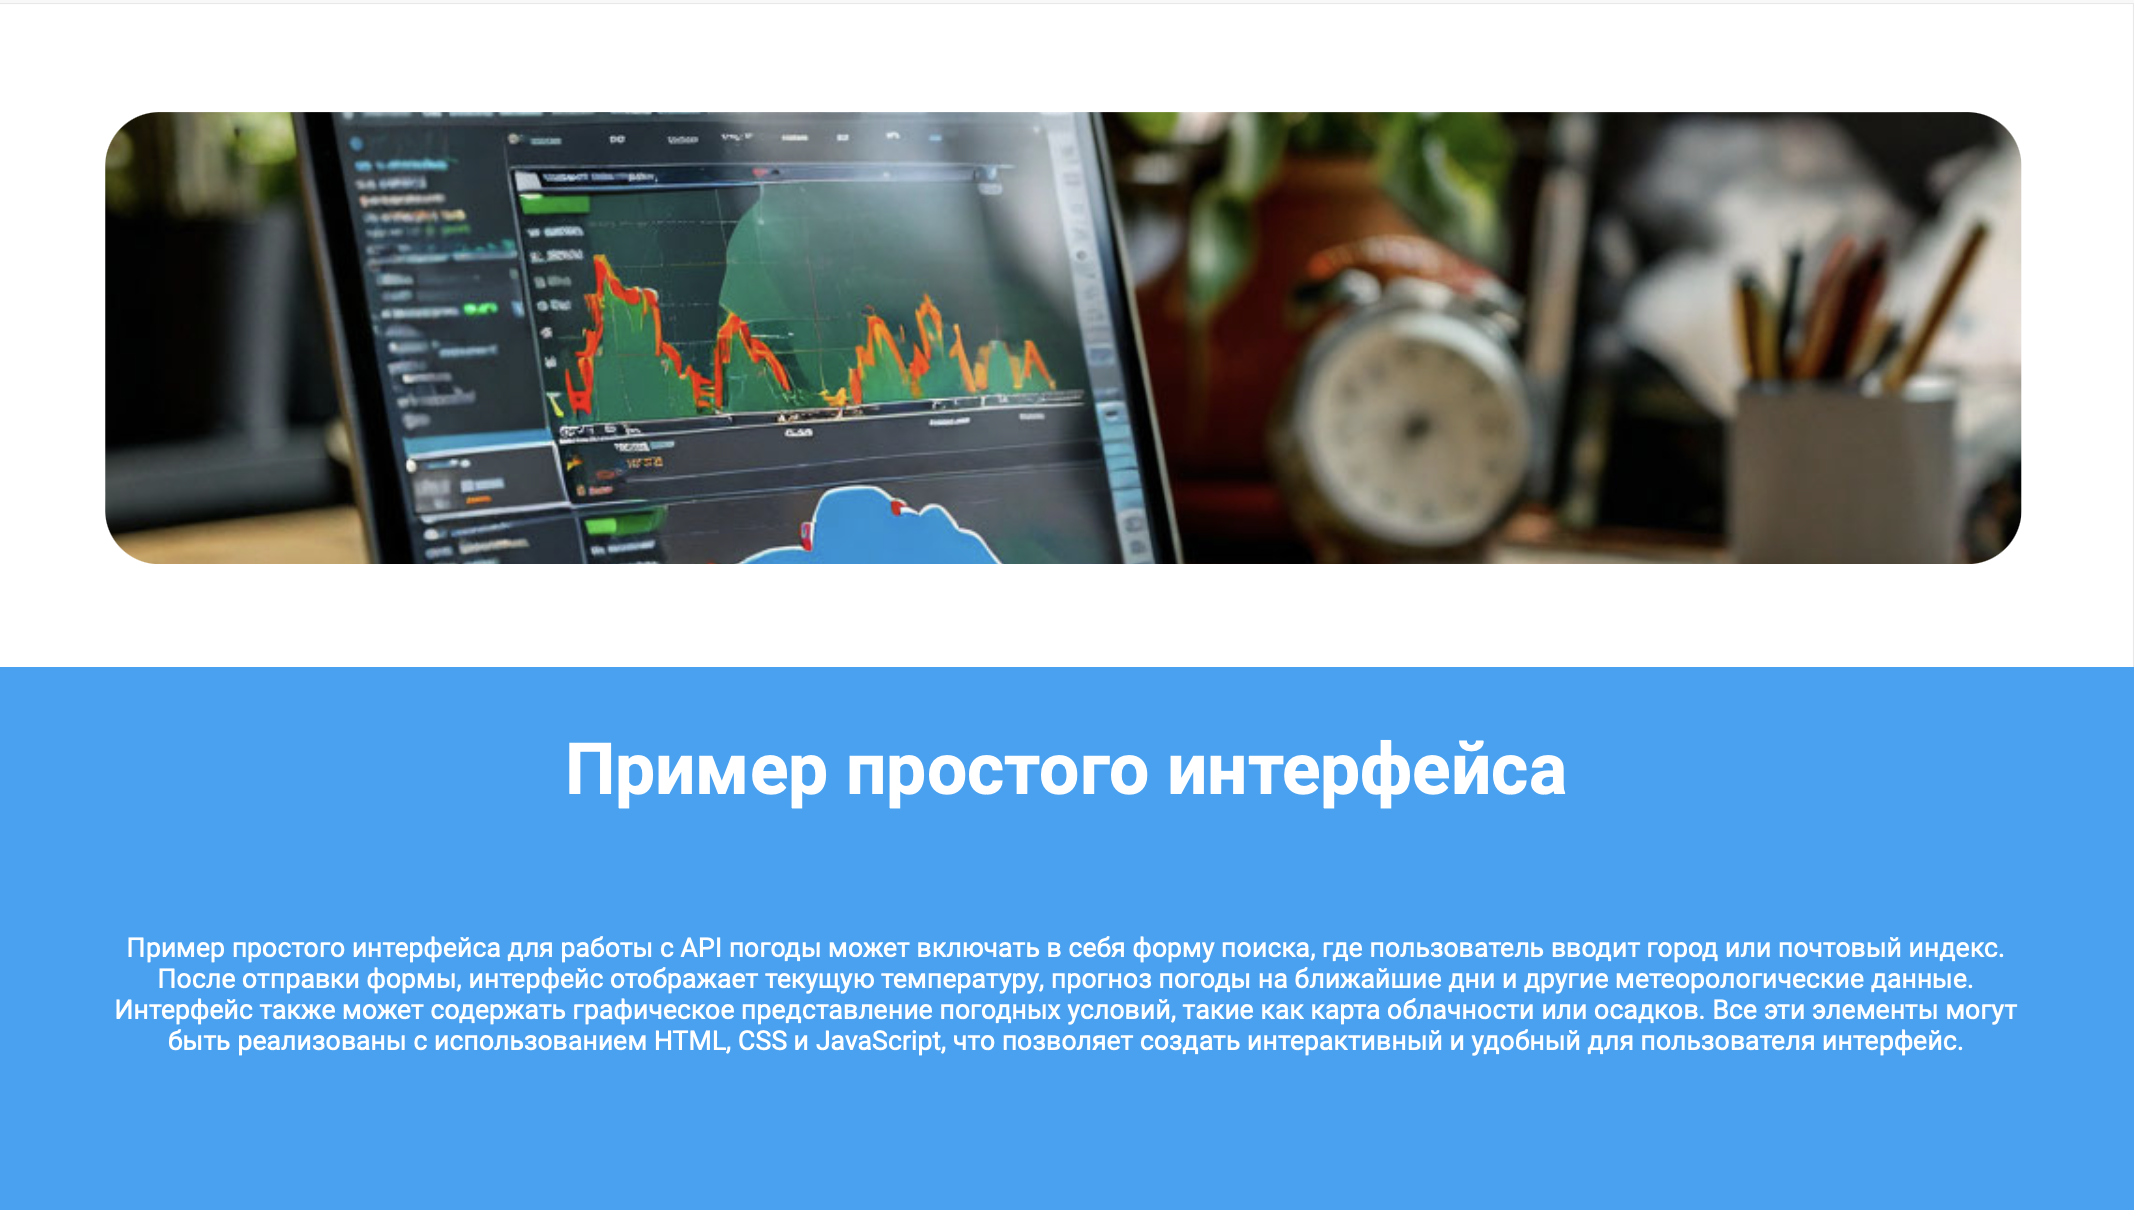 Пример простого интерфейса
Пример простого интерфейса для работы с API погоды может включать в себя форму поиска, где пользователь вводит город или почтовый индекс.
После отправки формы, интерфейс отображает текущую температуру, прогноз погоды на ближайшие дни и другие метеорологические данные.
Интерфейс также может содержать графическое представление погодных условий, такие как карта облачности или осадков. Все эти элементы могут
быть реализованы с использованием HTML, CSS и JavaScript, что позволяет создать интерактивный и удобный для пользователя интерфейс.